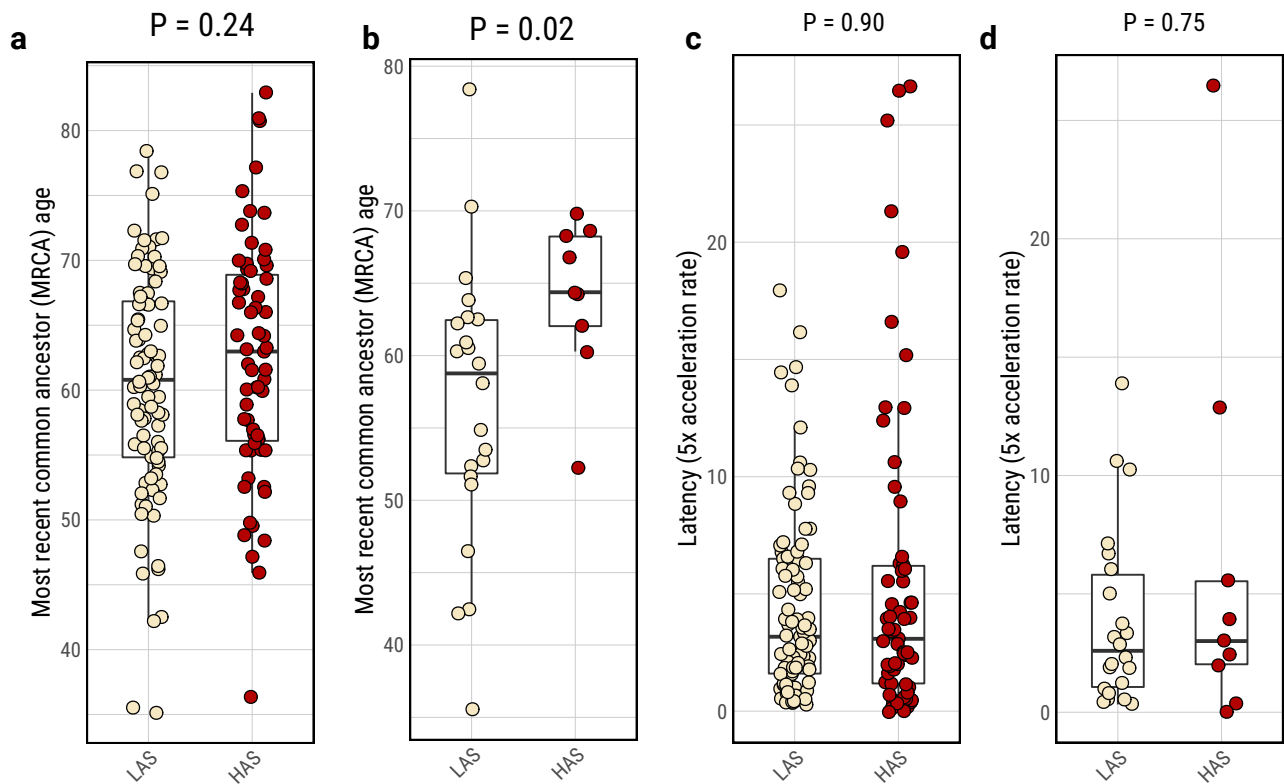 a
P = 0.24
Most recent common ancestor (MRCA) age
80
70
60
50
40
LAS
HAS
b
P = 0.02
Most recent common ancestor (MRCA) age
80
70
60
50
40
LAS
HAS
c
P = 0.90
Latency (5x acceleration rate)
20
10
0
LAS
HAS
d
P = 0.75
Latency (5x acceleration rate)
20
10
0
LAS
HAS